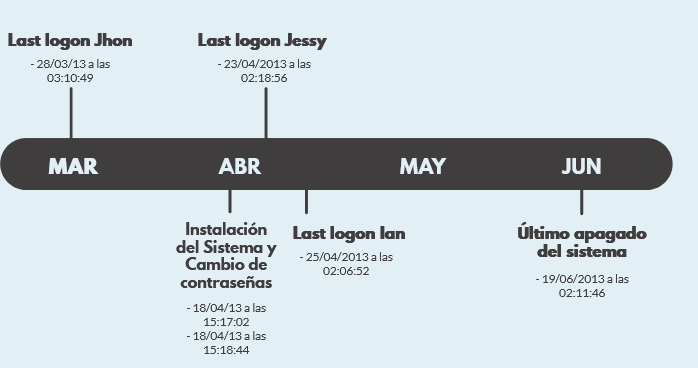 Last logon Jhon
- 28/03/13 a las
03:10:49
Last logon Jessy
- 23/04/2013 a las
02:18:56
MAR
ABR
MAY
JUN
Instalación
del Sistema y
Cambio de
contraseñas
- 18/04/13 a las
15:17:02
- 18/04/13 a las
15:18:44
Last logon Ian
- 25/04/2013 a las
02:06:52
Último apagado
del sistema
- 19/06/2013 a las
02:11:46